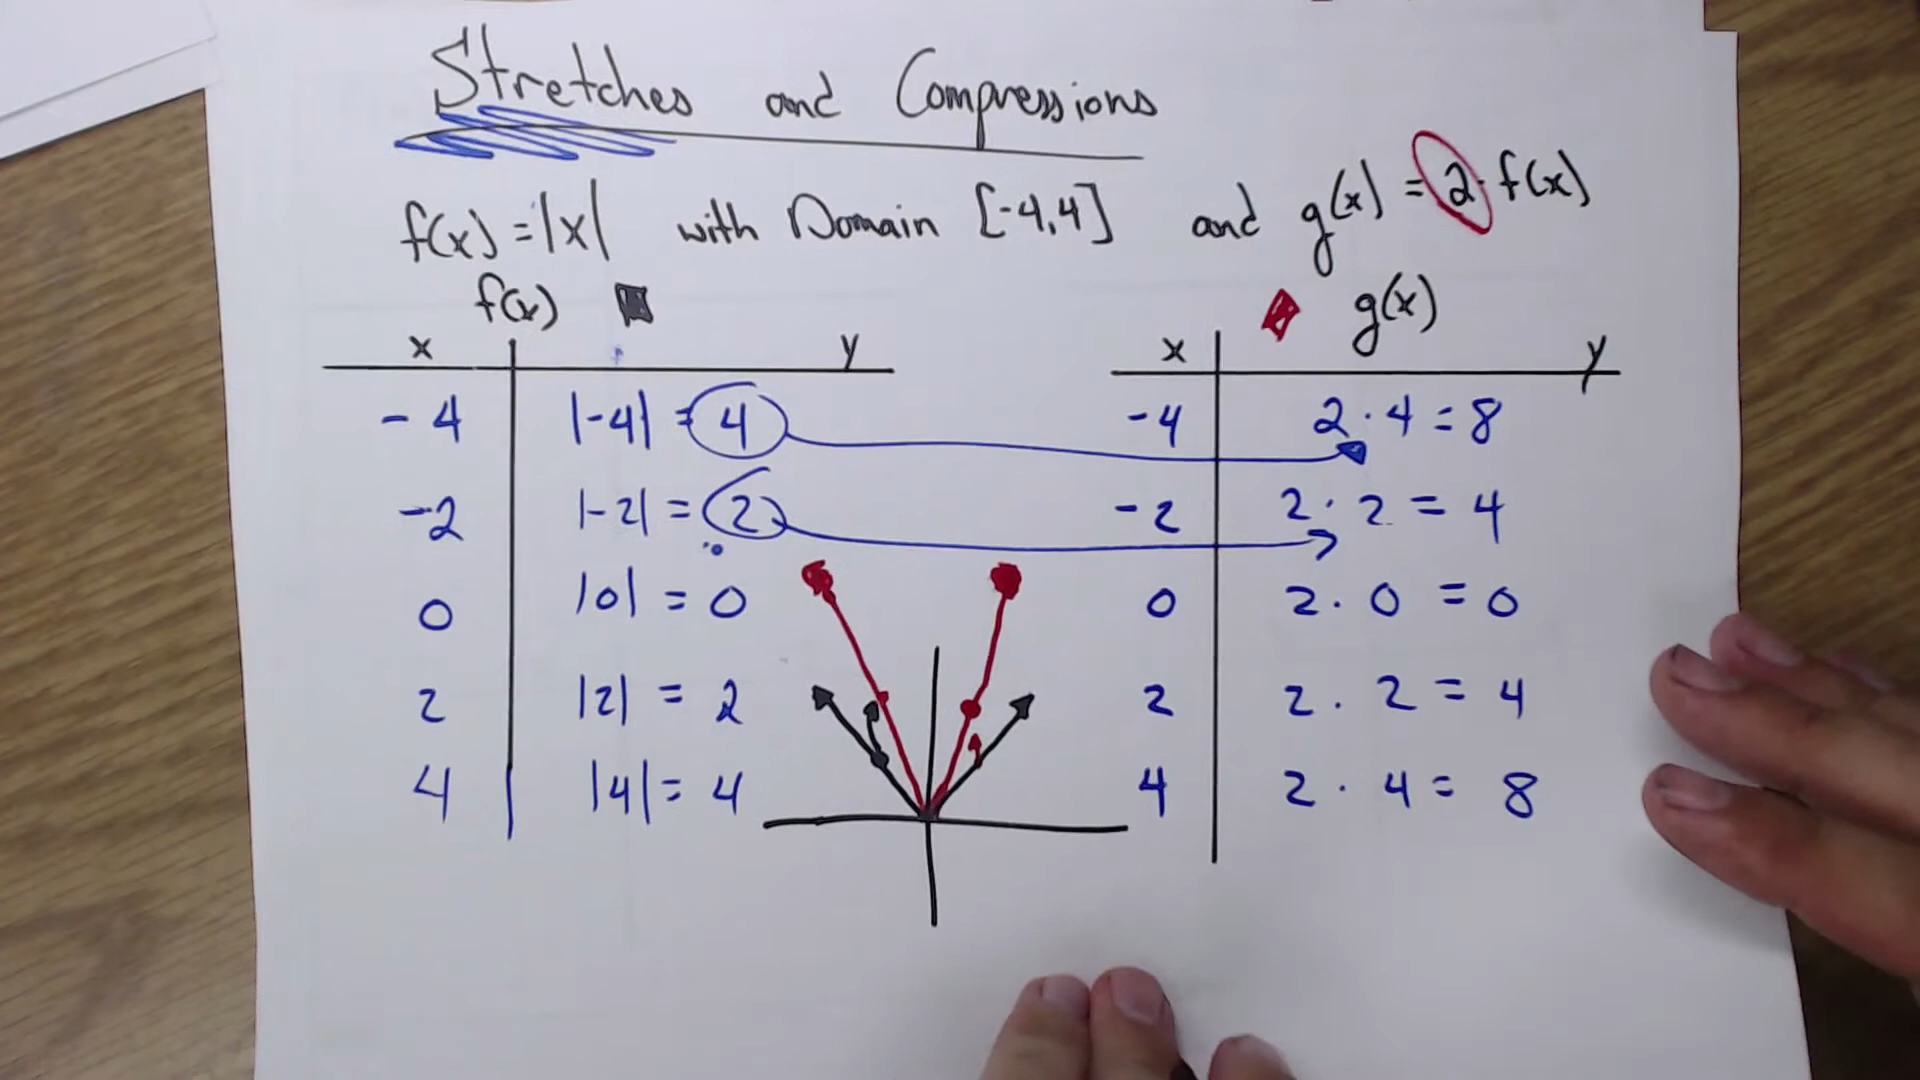 Stretches and Compressions
f(x) = |x| with Domain [-4,4] and g(x) = 2· f(x)
f(x) g(x)
x y x y
-4 |-4| = 4 -4 2 · 4 = 8
-2 |-2| = 2 -2 2 · 2 = 4
0 |0| = 0 0 2 · 0 = 0
2 |2| = 2 2 2 · 2 = 4
4 |4| = 4 4 2 · 4 = 8